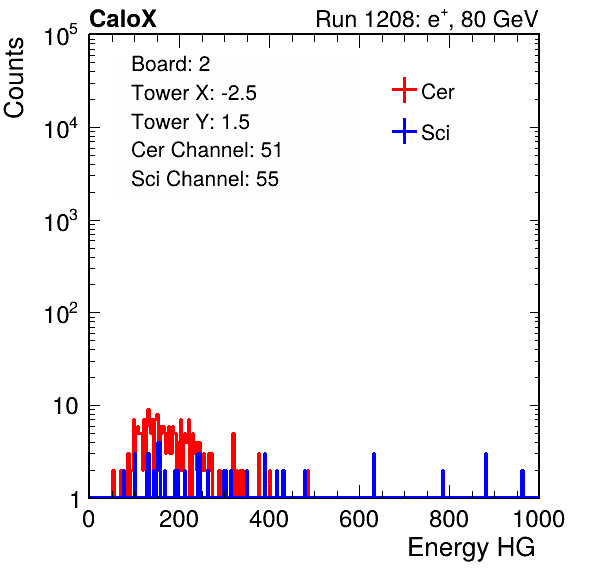 CaloX Run 1208: e⁺, 80 GeV
Counts
10⁵
10⁴
10³
10²
10
1
Board: 2
Tower X: -2.5
Tower Y: 1.5
Cer Channel: 51
Sci Channel: 55
Cer
Sci
0 200 400 600 800 1000
Energy HG